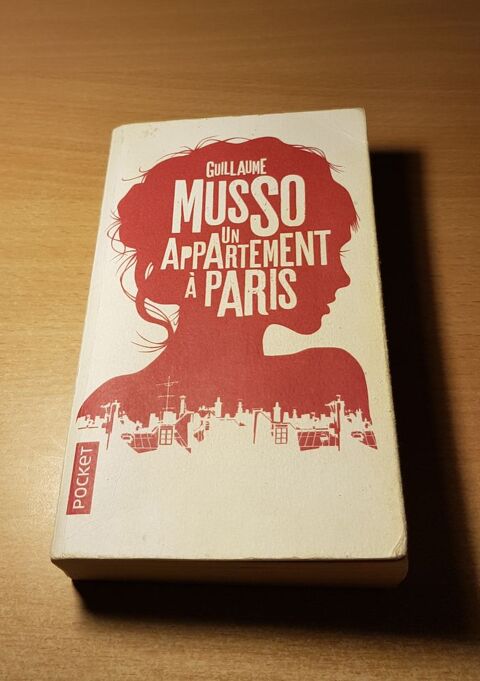 GUILLAUME
MUSSO
UN
APPARTEMENT
À PARIS
POCKET